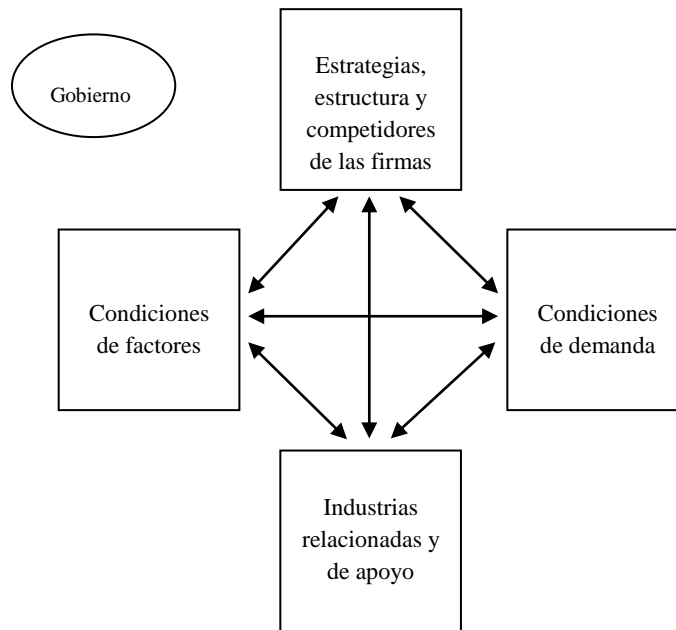 Gobierno
Estrategias,
estructura y
competidores
de las firmas
Condiciones
de factores
Condiciones
de demanda
Industrias
relacionadas y
de apoyo